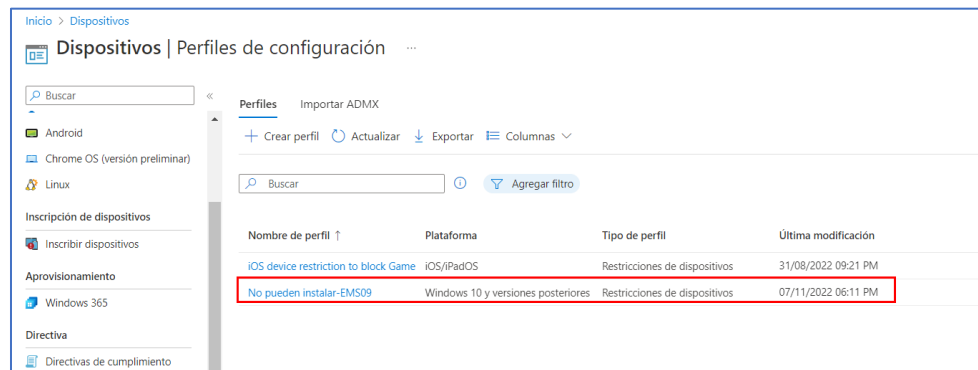 Inicio > Dispositivos
Dispositivos | Perfiles de configuración ...
Buscar
«
Android
Chrome OS (versión preliminar)
Linux
Inscripción de dispositivos
Inscribir dispositivos
Aprovisionamiento
Windows 365
Directiva
Directivas de cumplimiento
Perfiles Importar ADMX
+ Crear perfil Actualizar Exportar Columnas
Buscar Agregar filtro
Nombre de perfil ↑ Plataforma Tipo de perfil Última modificación
iOS device restriction to block Game iOS/iPadOS Restricciones de dispositivos 31/08/2022 09:21 PM
No pueden instalar-EMS09 Windows 10 y versiones posteriores Restricciones de dispositivos 07/11/2022 06:11 PM